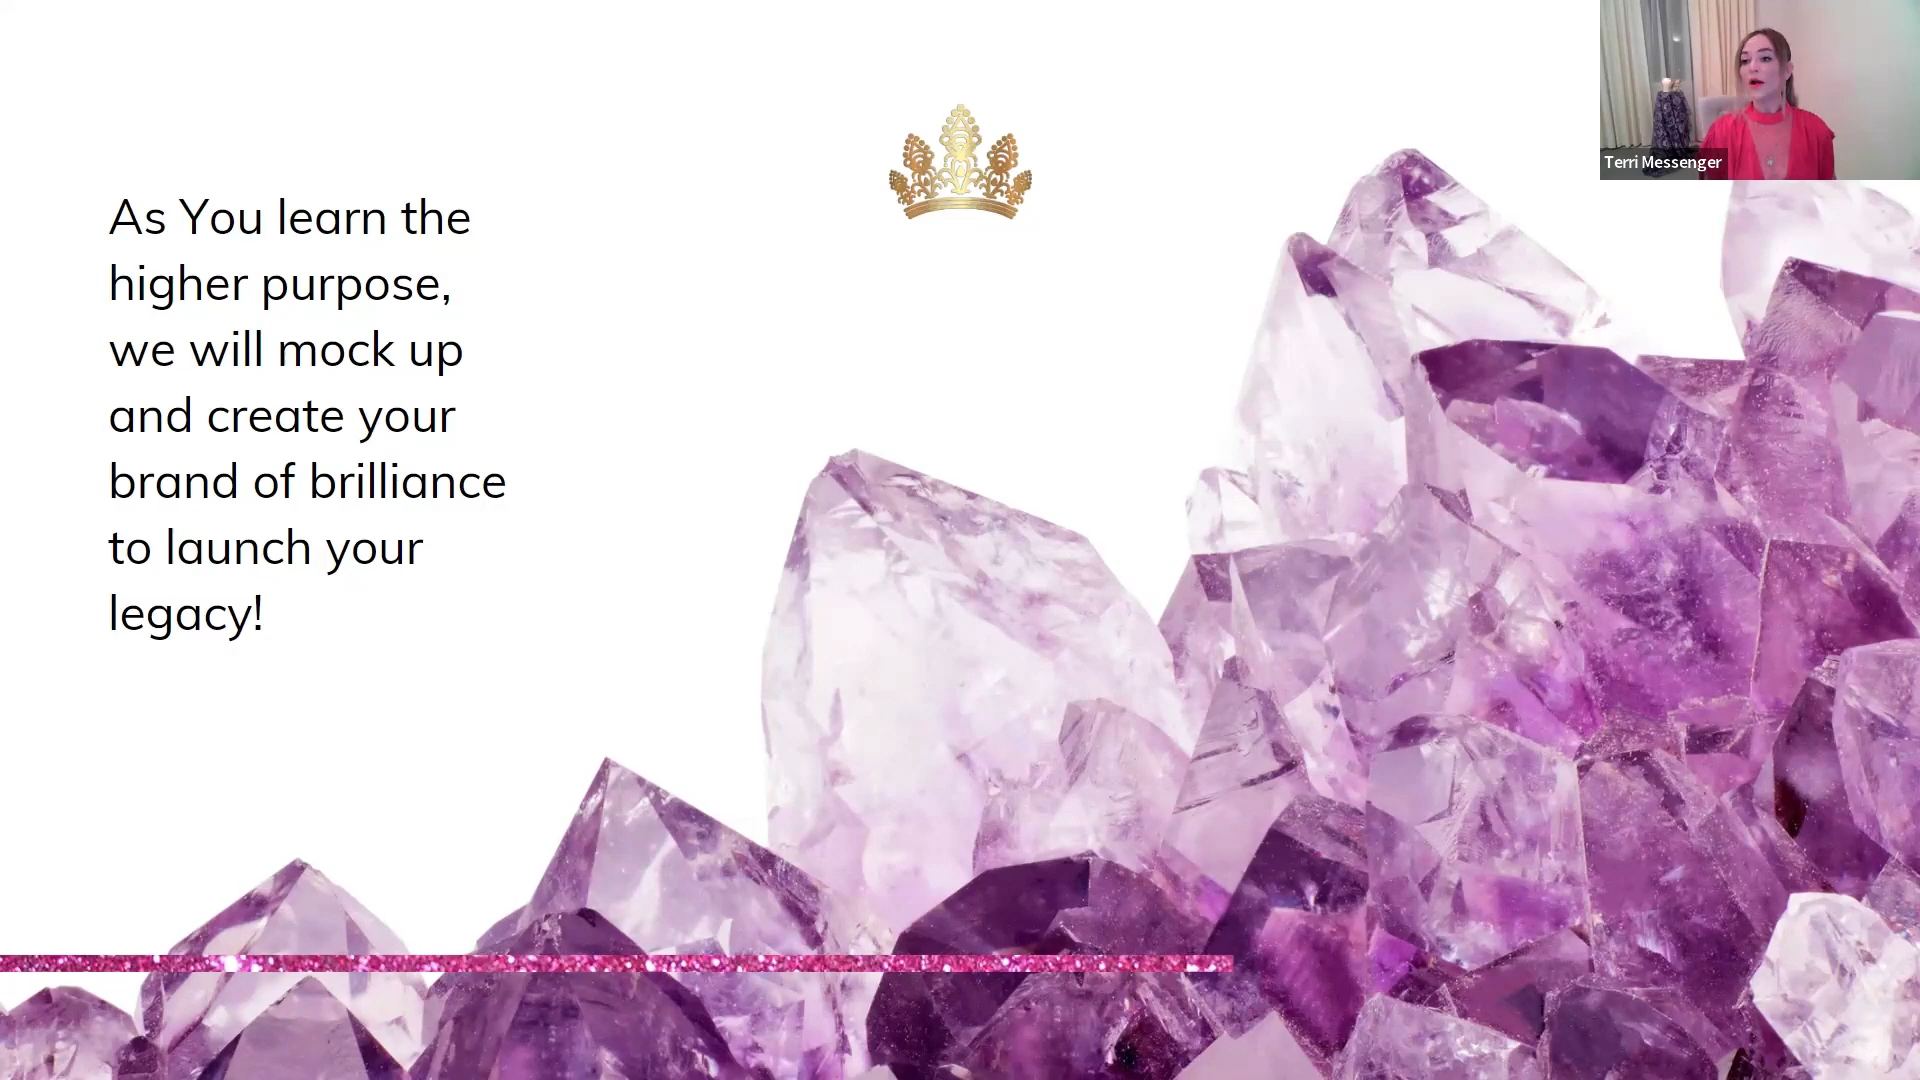 As You learn the
higher purpose,
we will mock up
and create your
brand of brilliance
to launch your
legacy!
Terri Messenger